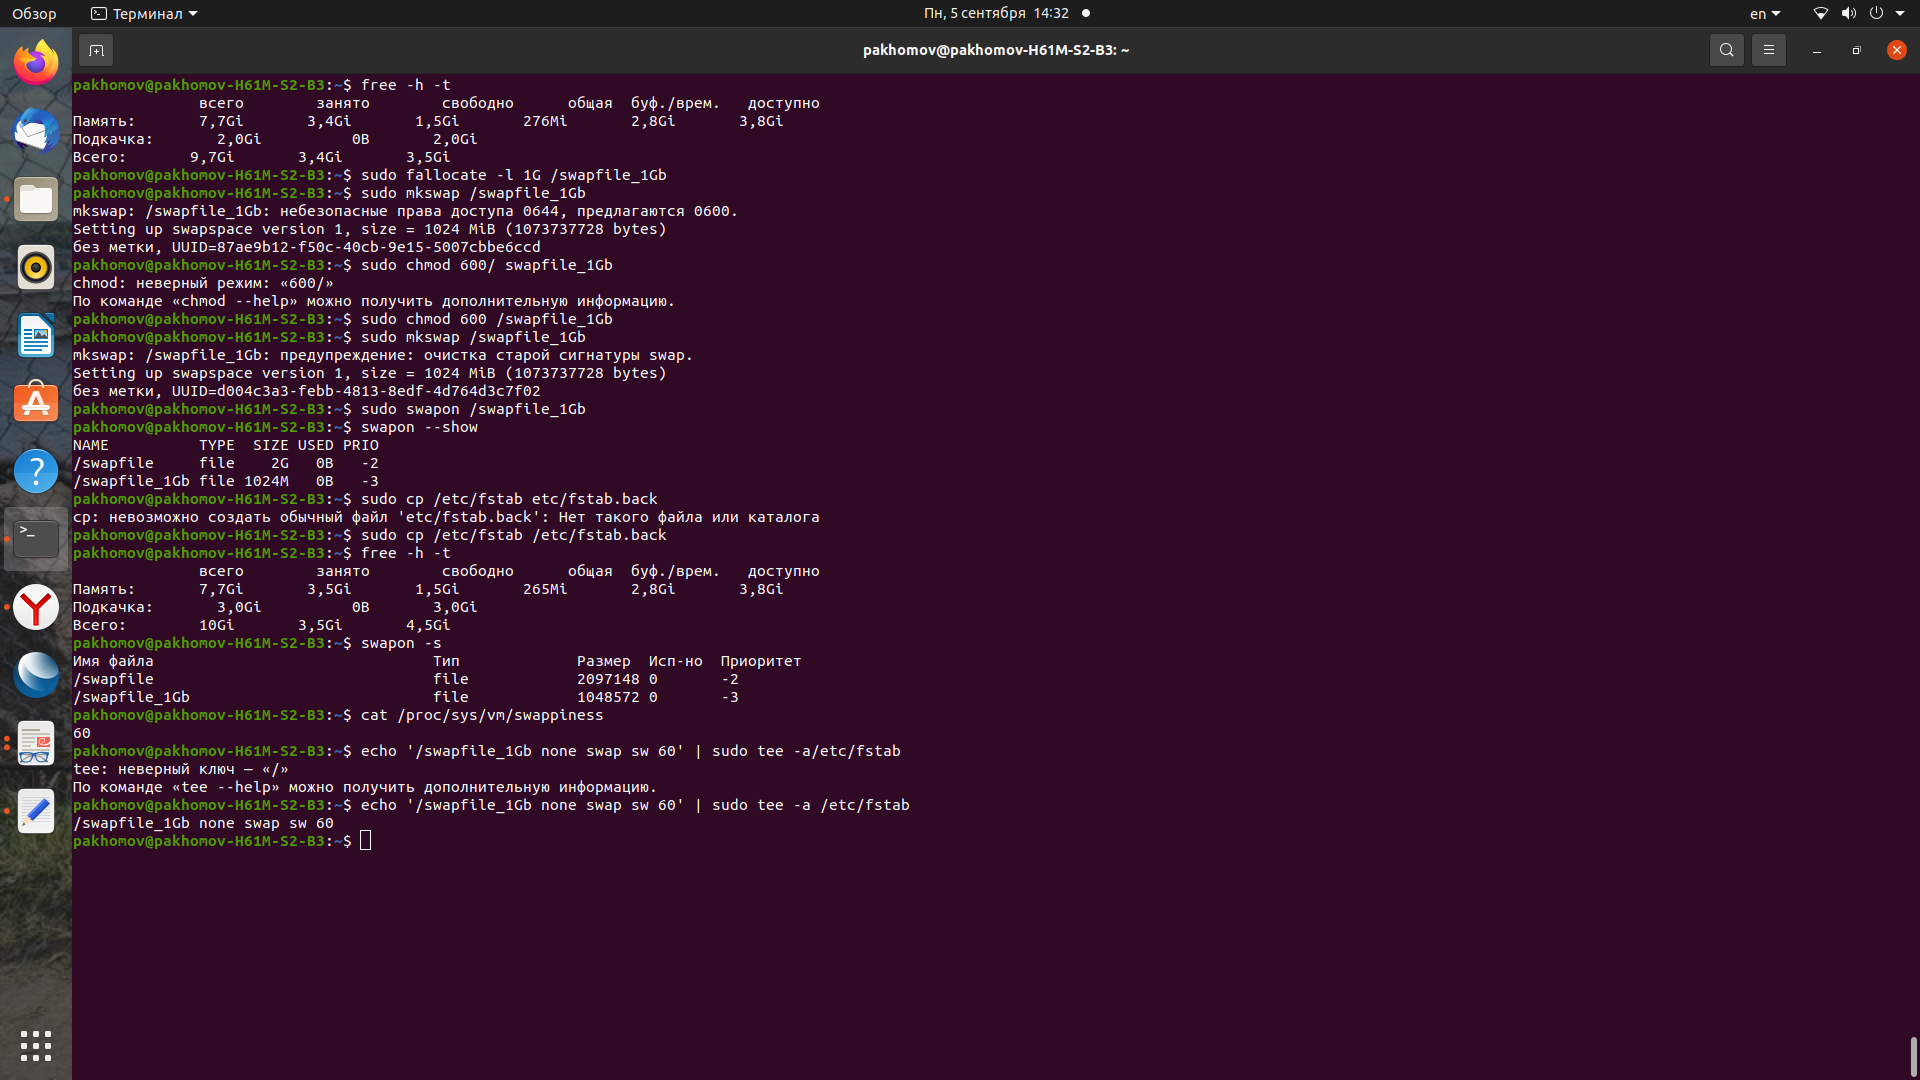 Обзор Терминал Пн, 5 сентября 14:32 en
pakhomov@pakhomov-H61M-S2-B3: ~
pakhomov@pakhomov-H61M-S2-B3:~$ free -h -t
всего занято свободно общая буф./врем. доступно
Память: 7,7Gi 3,4Gi 1,5Gi 276Mi 2,8Gi 3,8Gi
Подкачка: 2,0Gi 0B 2,0Gi
Всего: 9,7Gi 3,4Gi 3,5Gi
pakhomov@pakhomov-H61M-S2-B3:~$ sudo fallocate -l 1G /swapfile_1Gb
pakhomov@pakhomov-H61M-S2-B3:~$ sudo mkswap /swapfile_1Gb
mkswap: /swapfile_1Gb: небезопасные права доступа 0644, предлагаются 0600.
Setting up swapspace version 1, size = 1024 MiB (1073737728 bytes)
без метки, UUID=87ae9b12-f50c-40cb-9e15-5007cbbe6ccd
pakhomov@pakhomov-H61M-S2-B3:~$ sudo chmod 600/ swapfile_1Gb
chmod: неверный режим: «600/»
По команде «chmod --help» можно получить дополнительную информацию.
pakhomov@pakhomov-H61M-S2-B3:~$ sudo chmod 600 /swapfile_1Gb
pakhomov@pakhomov-H61M-S2-B3:~$ sudo mkswap /swapfile_1Gb
mkswap: /swapfile_1Gb: предупреждение: очистка старой сигнатуры swap.
Setting up swapspace version 1, size = 1024 MiB (1073737728 bytes)
без метки, UUID=d004c3a3-febb-4813-8edf-4d764d3c7f02
pakhomov@pakhomov-H61M-S2-B3:~$ sudo swapon /swapfile_1Gb
pakhomov@pakhomov-H61M-S2-B3:~$ swapon --show
NAME TYPE SIZE USED PRIO
/swapfile file 2G 0B -2
/swapfile_1Gb file 1024M 0B -3
pakhomov@pakhomov-H61M-S2-B3:~$ sudo cp /etc/fstab etc/fstab.back
cp: невозможно создать обычный файл 'etc/fstab.back': Нет такого файла или каталога
pakhomov@pakhomov-H61M-S2-B3:~$ sudo cp /etc/fstab /etc/fstab.back
pakhomov@pakhomov-H61M-S2-B3:~$ free -h -t
всего занято свободно общая буф./врем. доступно
Память: 7,7Gi 3,5Gi 1,5Gi 265Mi 2,8Gi 3,8Gi
Подкачка: 3,0Gi 0B 3,0Gi
Всего: 10Gi 3,5Gi 4,5Gi
pakhomov@pakhomov-H61M-S2-B3:~$ swapon -s
Имя файла Тип Размер Исп-но Приоритет
/swapfile file 2097148 0 -2
/swapfile_1Gb file 1048572 0 -3
pakhomov@pakhomov-H61M-S2-B3:~$ cat /proc/sys/vm/swappiness
60
pakhomov@pakhomov-H61M-S2-B3:~$ echo '/swapfile_1Gb none swap sw 60' | sudo tee -a/etc/fstab
tee: неверный ключ — «/»
По команде «tee --help» можно получить дополнительную информацию.
pakhomov@pakhomov-H61M-S2-B3:~$ echo '/swapfile_1Gb none swap sw 60' | sudo tee -a /etc/fstab
/swapfile_1Gb none swap sw 60
pakhomov@pakhomov-H61M-S2-B3:~$